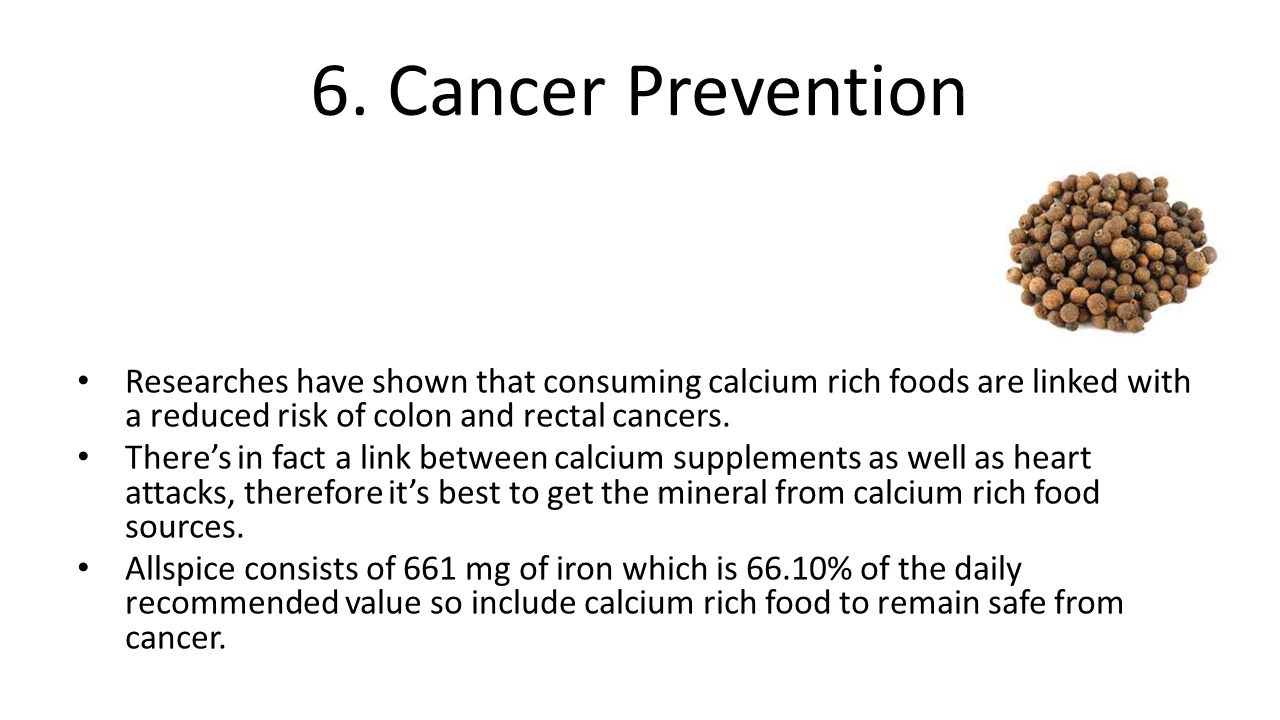 6. Cancer Prevention
• Researches have shown that consuming calcium rich foods are linked with
a reduced risk of colon and rectal cancers.
• There’s in fact a link between calcium supplements as well as heart
attacks, therefore it’s best to get the mineral from calcium rich food
sources.
• Allspice consists of 661 mg of iron which is 66.10% of the daily
recommended value so include calcium rich food to remain safe from
cancer.